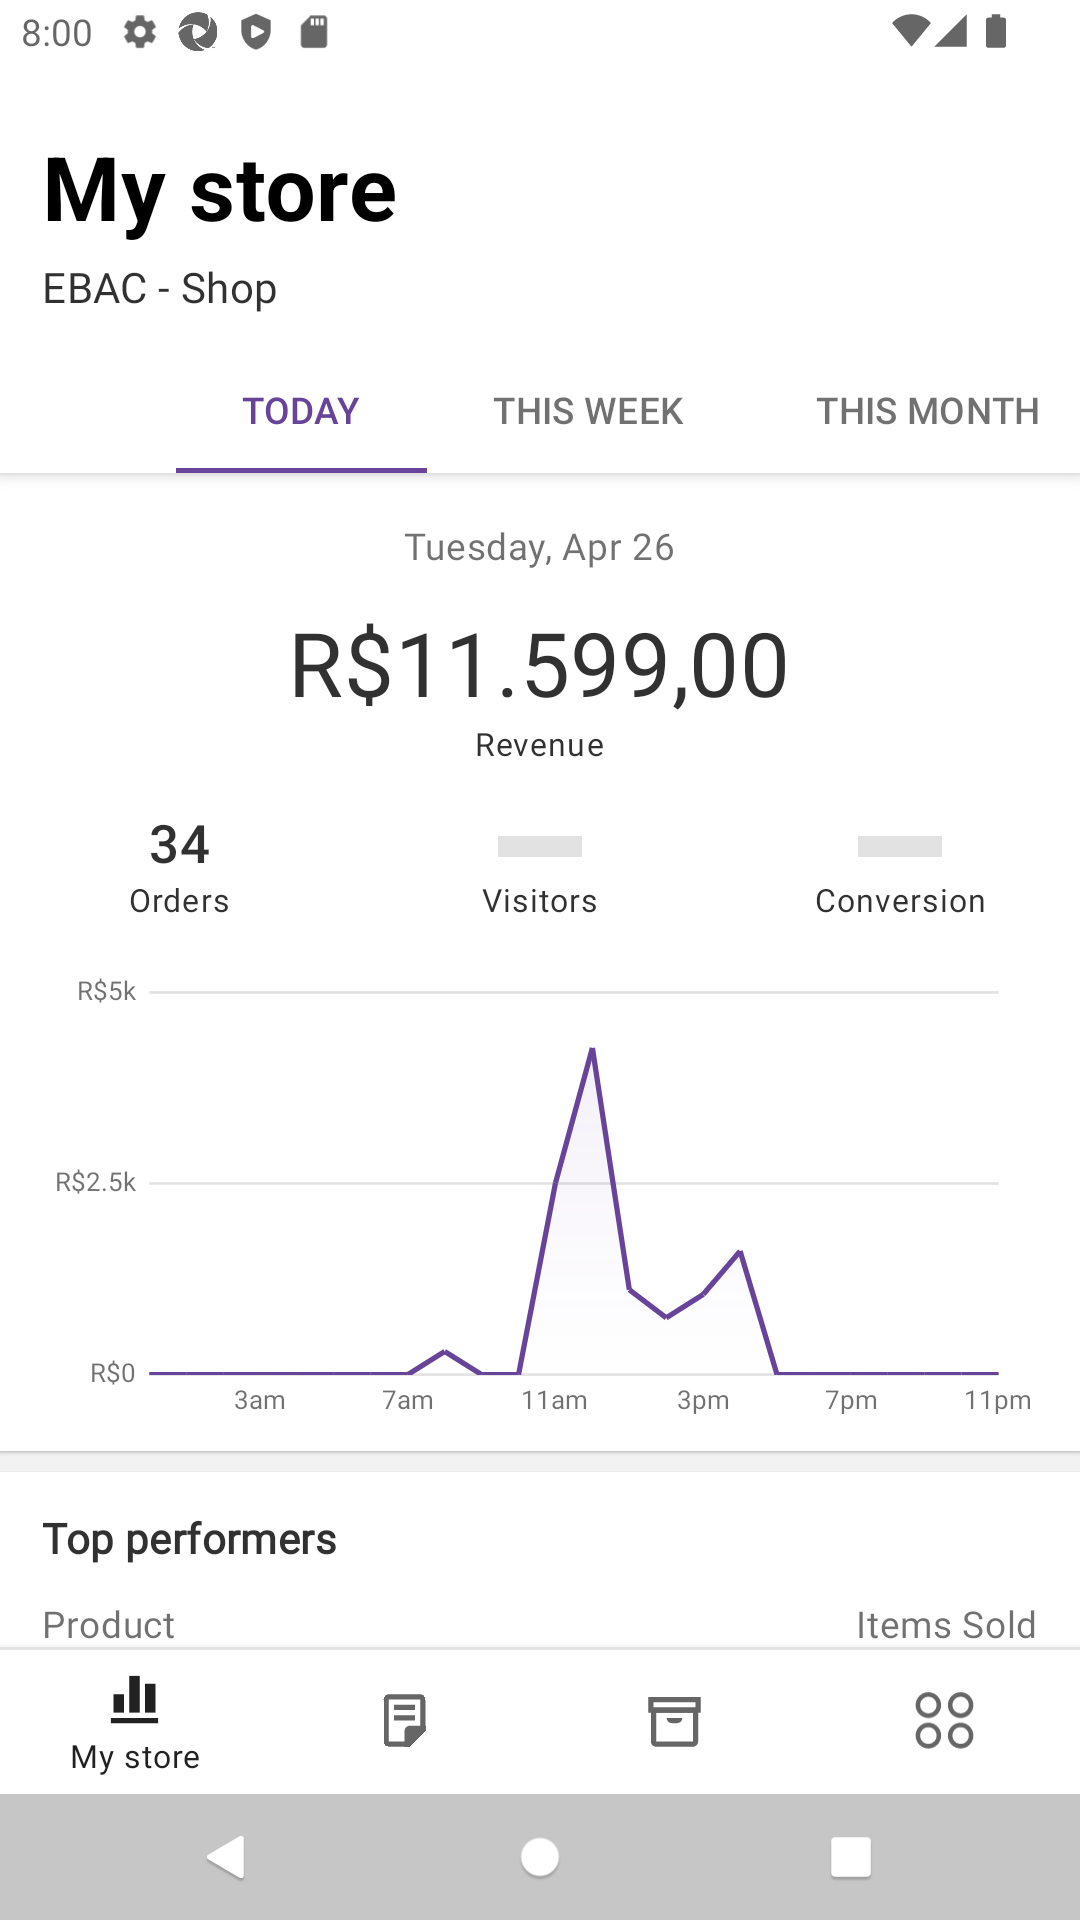 8:00
My store
EBAC - Shop
TODAY THIS WEEK THIS MONTH
Tuesday, Apr 26
R$11.599,00
Revenue
34
Orders Visitors Conversion
R$5k
R$2.5k
R$0
3am 7am 11am 3pm 7pm 11pm
Top performers
Product Items Sold
My store